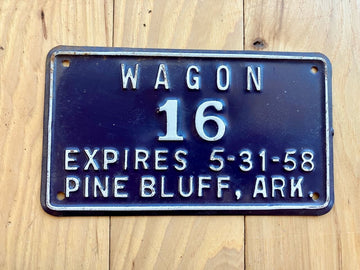 WAGON
16
EXPIRES 5-31-58
PINE BLUFF, ARK.